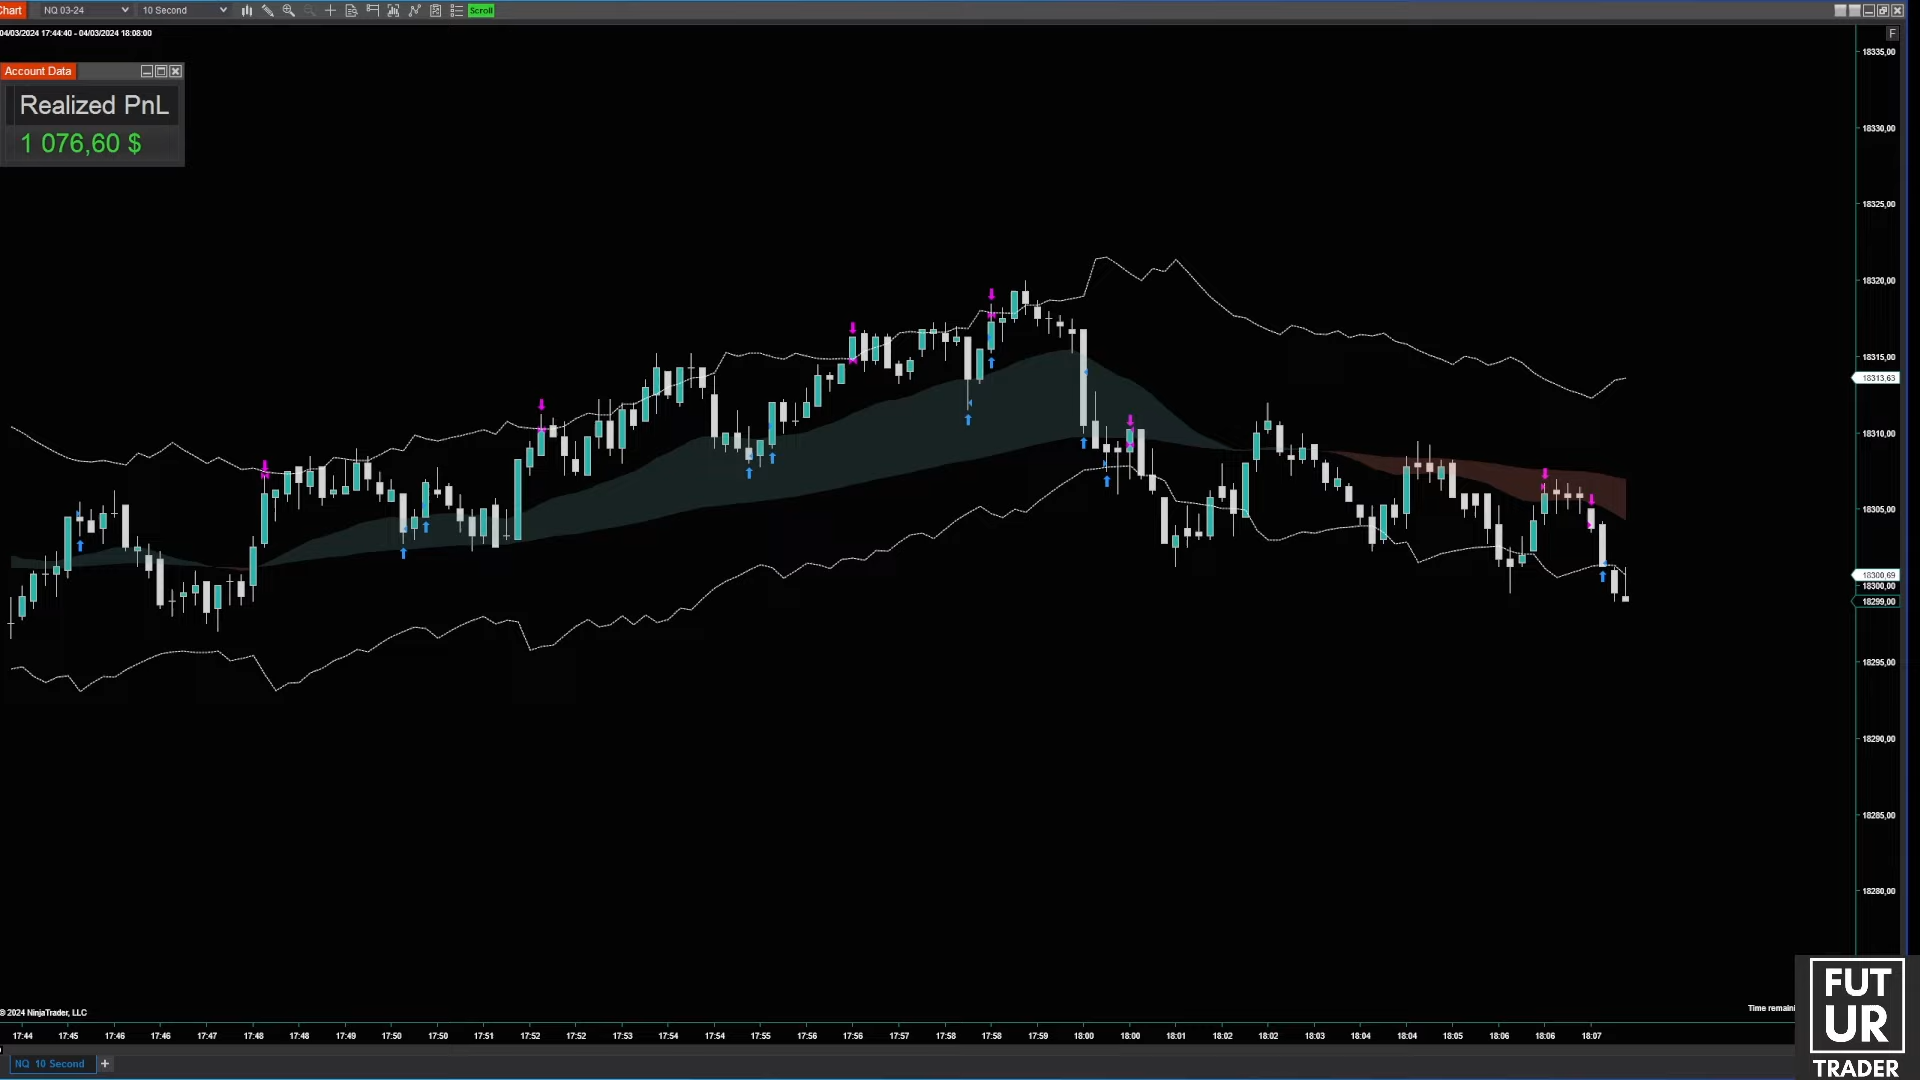 Chart NQ 03-24 10 Second Scroll
04/03/2024 17:44:40 - 04/03/2024 18:08:00
F
Account Data
Realized PnL
1 076,60 $
18335,00
18330,00
18325,00
18320,00
18315,00
18313,63
18310,00
18305,00
18300,69
18300,00
18299,00
18295,00
18290,00
18285,00
18280,00
© 2024 NinjaTrader, LLC
Time remaini
17:44 17:45 17:46 17:46 17:47 17:48 17:49 17:49 17:50 17:50 17:51 17:52 17:52 17:53 17:54 17:54 17:55 17:56 17:56 17:57 17:58 17:58 17:59 18:00 18:00 18:01 18:02 18:02 18:03 18:04 18:04 18:05 18:06 18:06 18:07
NQ 10 Second +
FUT
UR
TRADER